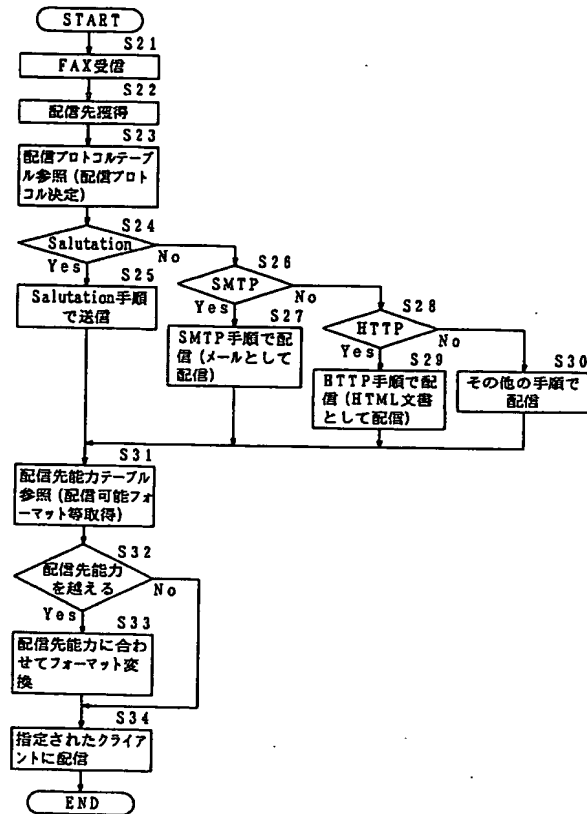 START
S21
FAX受信
S22
配信先獲得
S23
配信プロトコルテーブ
ル参照(配信プロト
コル決定)
S24
Salutation
Yes
No
S25
Salutation手順
で送信
S26
SMTP
Yes
No
S27
SMTP手順で配
信(メールとして
配信)
S28
HTTP
Yes
No
S29
HTTP手順で配
信(HTML文書
として配信)
S30
その他の手順で
配信
S31
配信先能力テーブル
参照(配信可能フォ
ーマット等取得)
S32
配信先能力
を越える
Yes
No
S33
配信先能力に合わ
せてフォーマット変
換
S34
指定されたクライア
ントに配信
END